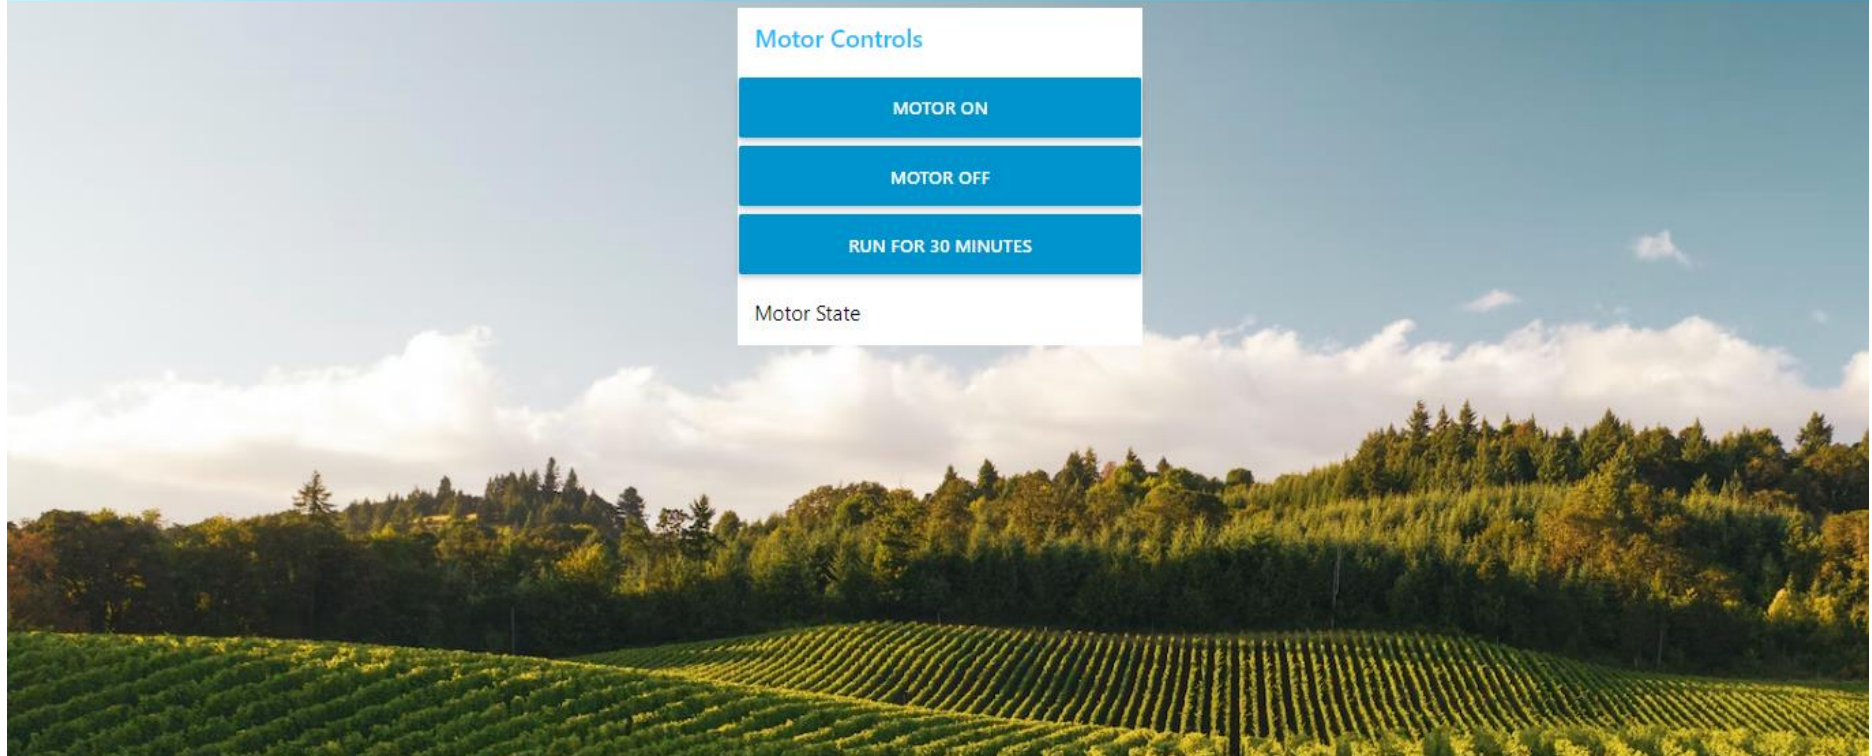 Motor Controls
MOTOR ON
MOTOR OFF
RUN FOR 30 MINUTES
Motor State